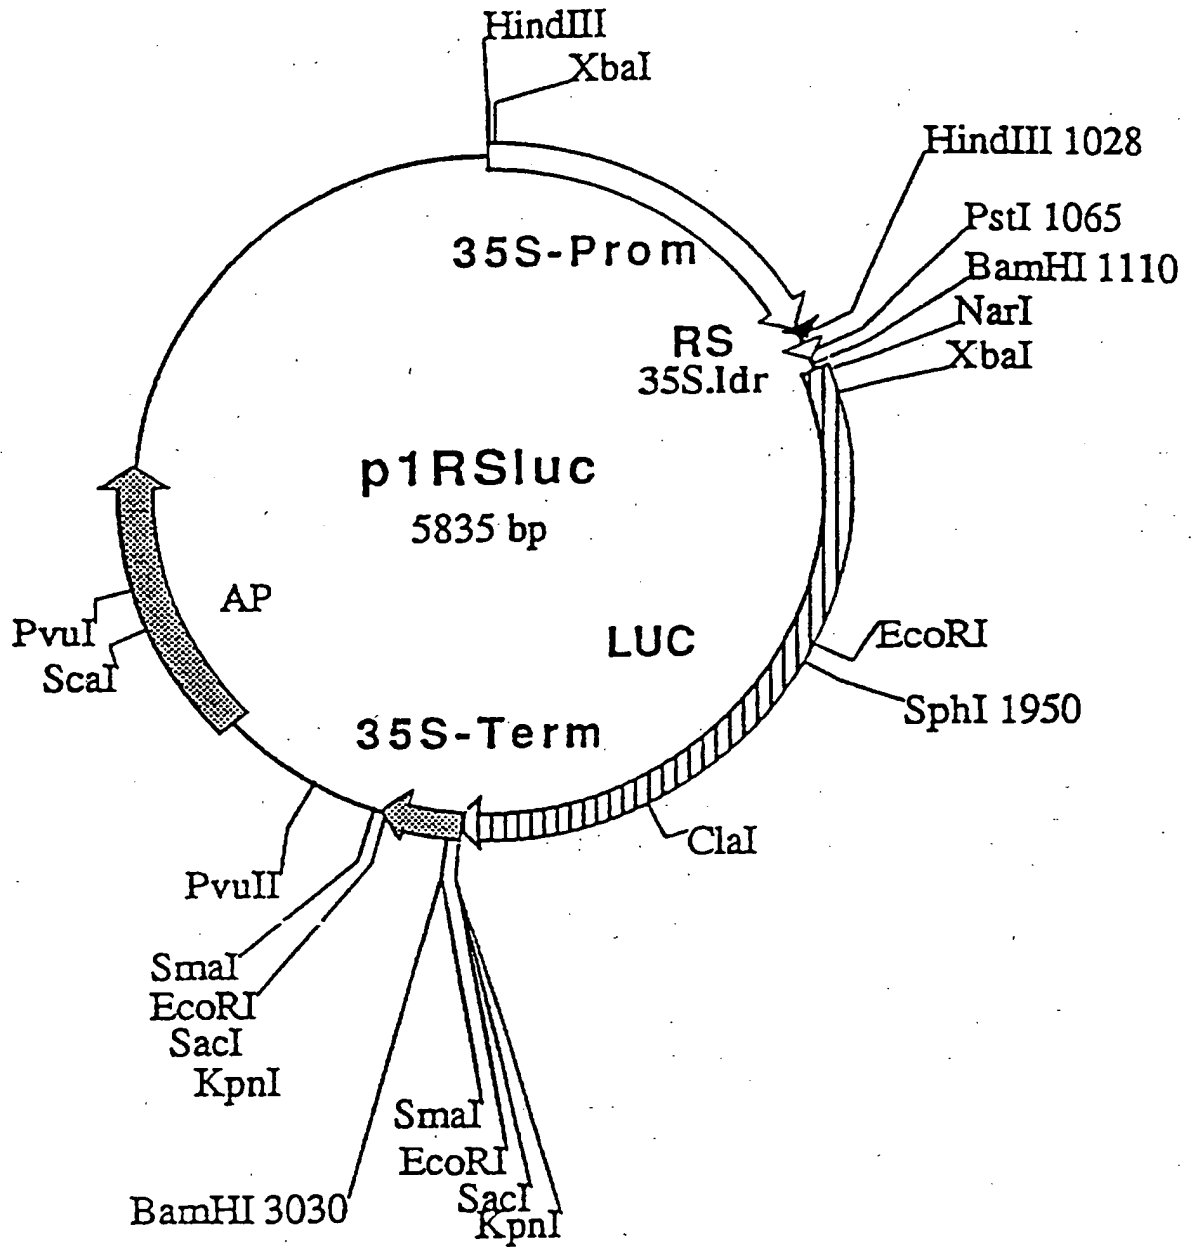 HindIII
XbaI
HindIII 1028
35S-Prom
PstI 1065
BamHI 1110
NarI
RS
XbaI
35S.Idr
p1RSluc
5835 bp
AP
PvuI
LUC
EcoRI
ScaI
SphI 1950
35S-Term
ClaI
PvuII
SmaI
EcoRI
SacI
KpnI
SmaI
EcoRI
SacI
BamHI 3030
KpnI